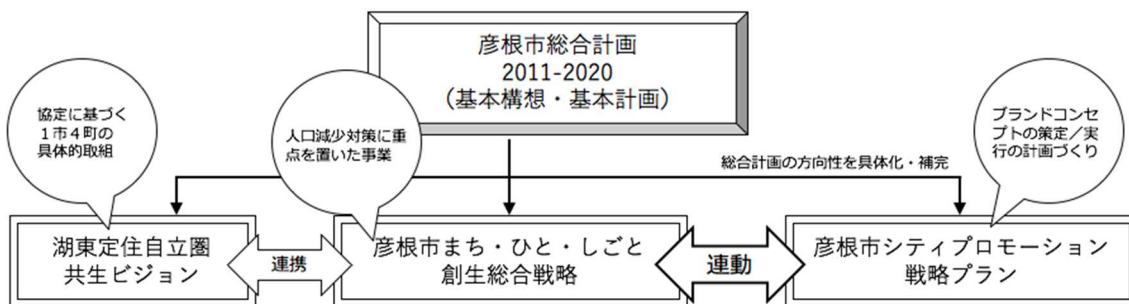 彦根市総合計画
2011-2020
（基本構想・基本計画）
協定に基づく
１市４町の
具体的取組
人口減少対策に重
点を置いた事業
ブランドコンセ
プトの策定／実
行の計画づくり
総合計画の方向性を具体化・補完
湖東定住自立圏
共生ビジョン
連携
彦根市まち・ひと・しごと
創生総合戦略
連動
彦根市シティプロモーション
戦略プラン